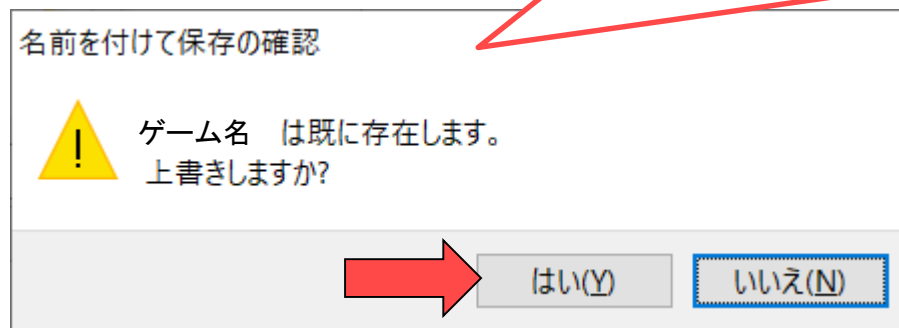 名前を付けて保存の確認
!
ゲーム名　は既に存在します。
上書きしますか?
はい(Y)
いいえ(N)